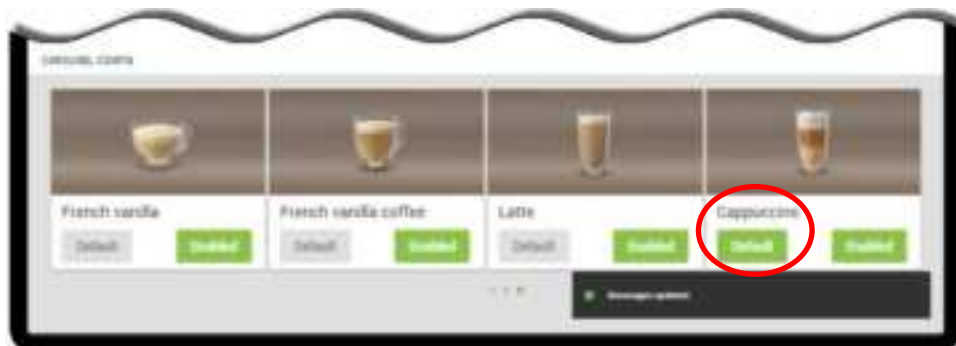 French vanilla
Default Enabled
French vanilla coffee
Default Enabled
Latte
Default Enabled
Cappuccino
Default Enabled